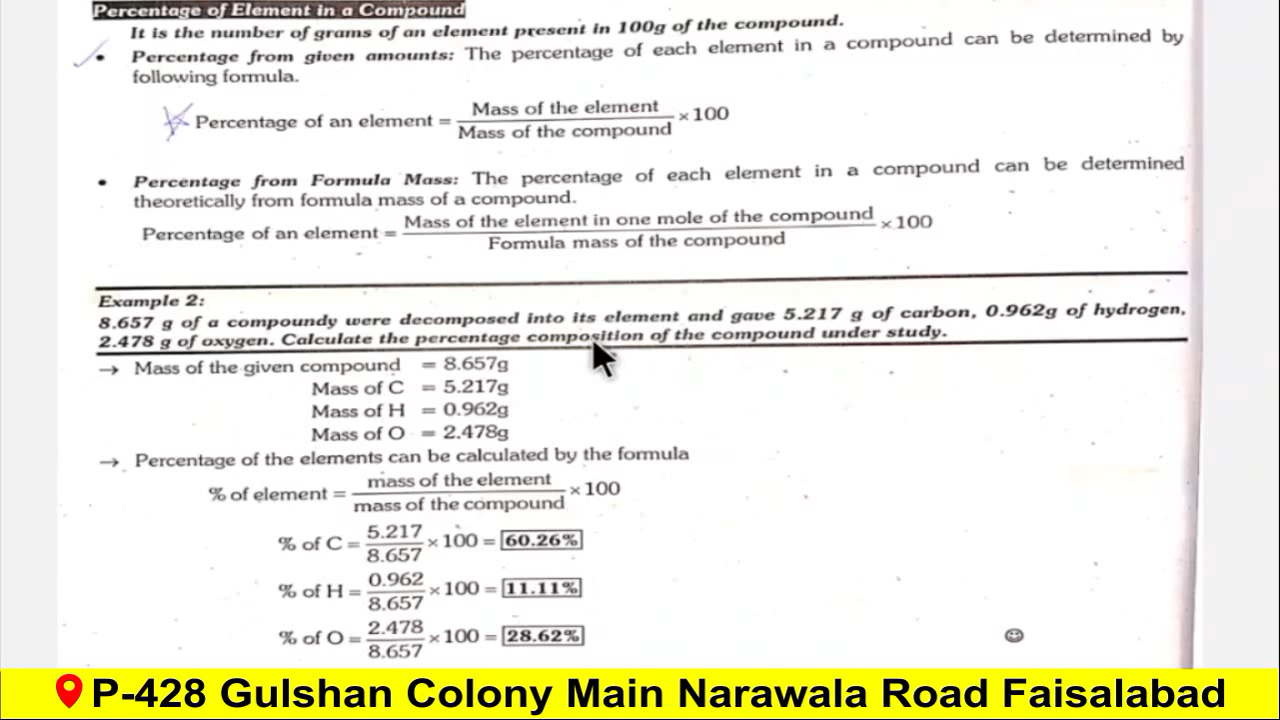 Percentage of Element in a Compound
It is the number of grams of an element present in 100g of the compound.
• Percentage from given amounts: The percentage of each element in a compound can be determined by
following formula.
Percentage of an element = Mass of the element / Mass of the compound × 100
• Percentage from Formula Mass: The percentage of each element in a compound can be determined
theoretically from formula mass of a compound.
Percentage of an element = Mass of the element in one mole of the compound / Formula mass of the compound × 100
Example 2:
8.657 g of a compoundy were decomposed into its element and gave 5.217 g of carbon, 0.962g of hydrogen,
2.478 g of oxygen. Calculate the percentage composition of the compound under study.
→ Mass of the given compound = 8.657g
Mass of C = 5.217g
Mass of H = 0.962g
Mass of O = 2.478g
→ Percentage of the elements can be calculated by the formula
% of element = mass of the element / mass of the compound × 100
% of C = 5.217 / 8.657 × 100 = 60.26%
% of H = 0.962 / 8.657 × 100 = 11.11%
% of O = 2.478 / 8.657 × 100 = 28.62%
P-428 Gulshan Colony Main Narawala Road Faisalabad